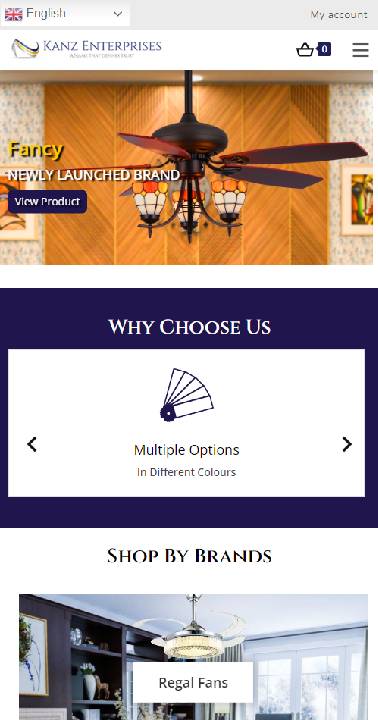 English
My account
Kanz Enterprises
0
Fancy
NEWLY LAUNCHED BRAND
View Product
Why Choose Us
Multiple Options
In Different Colours
Shop By Brands
Regal Fans